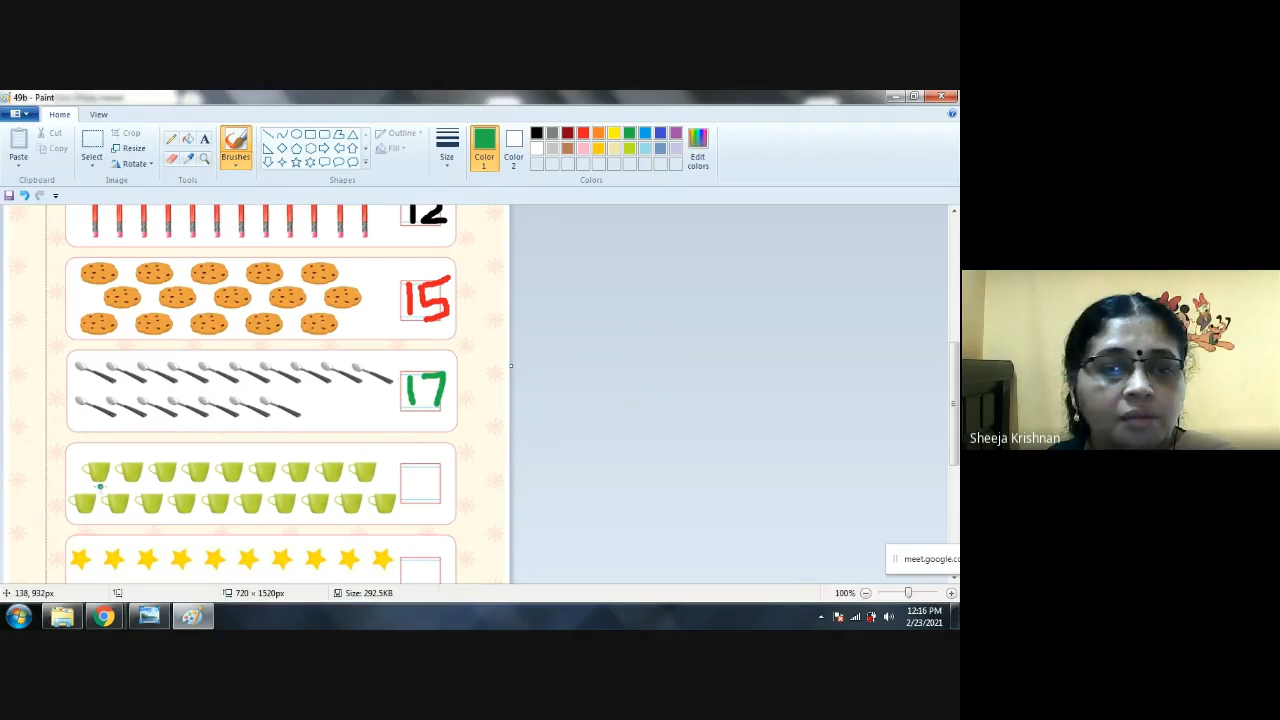 49b - Paint
Home View
Paste
Cut
Copy
Clipboard
Select
Crop
Resize
Rotate
Image
A
Tools
Brushes
Outline
Fill
Shapes
Size
Color 1
Color 2
Edit colors
Colors
12
15
17
Sheeja Krishnan
meet.google.co
138, 932px
720 × 1520px
Size: 292.5KB
100%
12:16 PM
2/23/2021